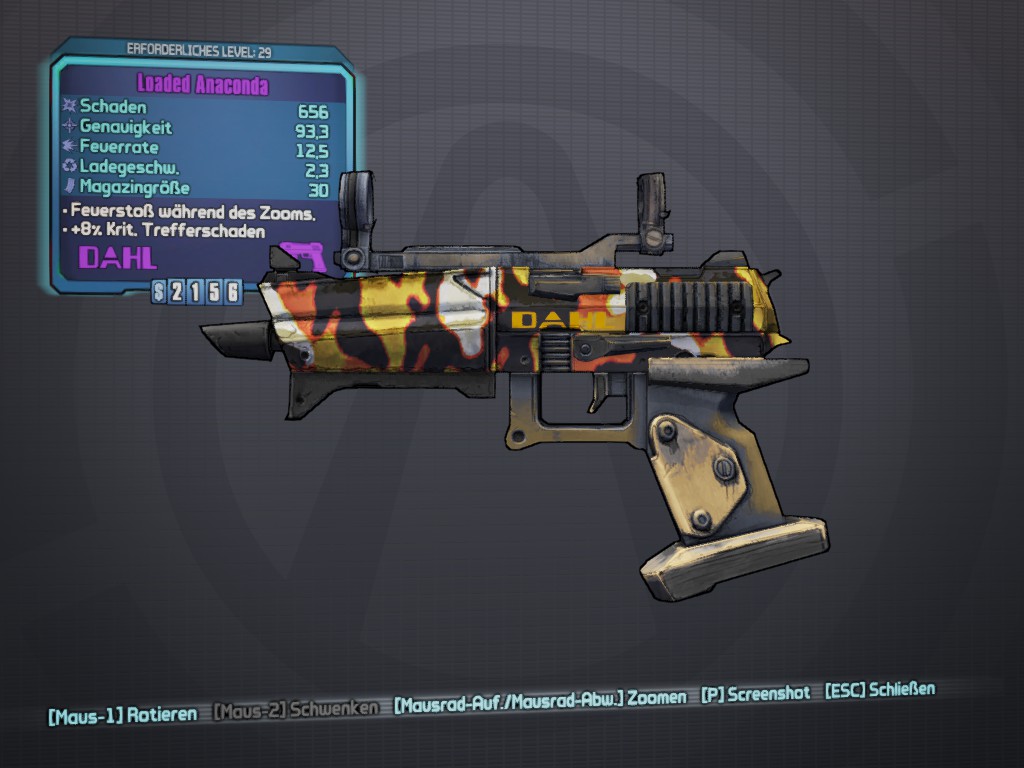 ERFORDERLICHES LEVEL: 29
Loaded Anaconda
Schaden 656
Genauigkeit 93,3
Feuerrate 12,5
Ladegeschw. 2,3
Magazingröße 30
• Feuerstoß während des Zooms.
• +8% Krit. Trefferschaden
DAHL
$ 2156
DAHL
[Maus-1] Rotieren [Maus-2] Schwenken [Mausrad-Auf./Mausrad-Abw.] Zoomen [P] Screenshot [ESC] Schließen